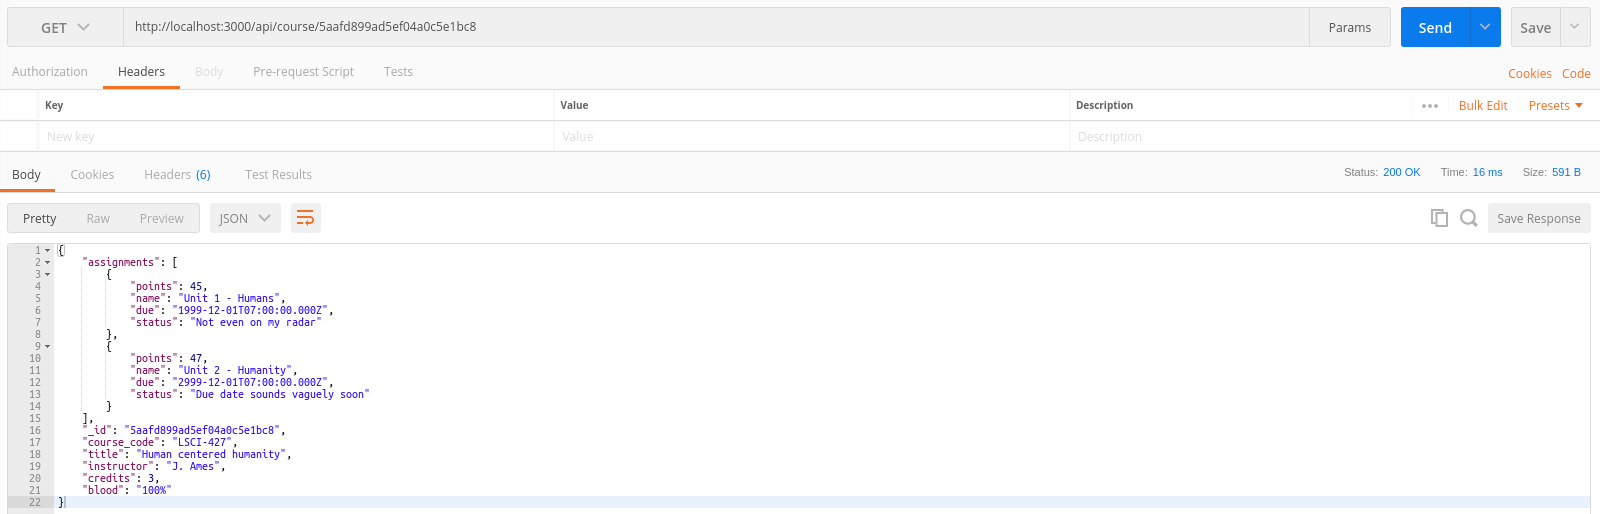 GET http://localhost:3000/api/course/5aafd899ad5ef04a0c5e1bc8 Params Send Save
Authorization Headers Body Pre-request Script Tests Cookies Code
Key Value Description ••• Bulk Edit Presets
New key Value Description
Body Cookies Headers (6) Test Results Status: 200 OK Time: 16 ms Size: 591 B
Pretty Raw Preview JSON Save Response
1 {
2 "assignments": [
3 {
4 "points": 45,
5 "name": "Unit 1 - Humans",
6 "due": "1999-12-01T07:00:00.000Z",
7 "status": "Not even on my radar"
8 },
9 {
10 "points": 47,
11 "name": "Unit 2 - Humanity",
12 "due": "2999-12-01T07:00:00.000Z",
13 "status": "Due date sounds vaguely soon"
14 }
15 ],
16 "_id": "5aafd899ad5ef04a0c5e1bc8",
17 "course_code": "LSCI-427",
18 "title": "Human centered humanity",
19 "instructor": "J. Ames",
20 "credits": 3,
21 "blood": "100%"
22 }